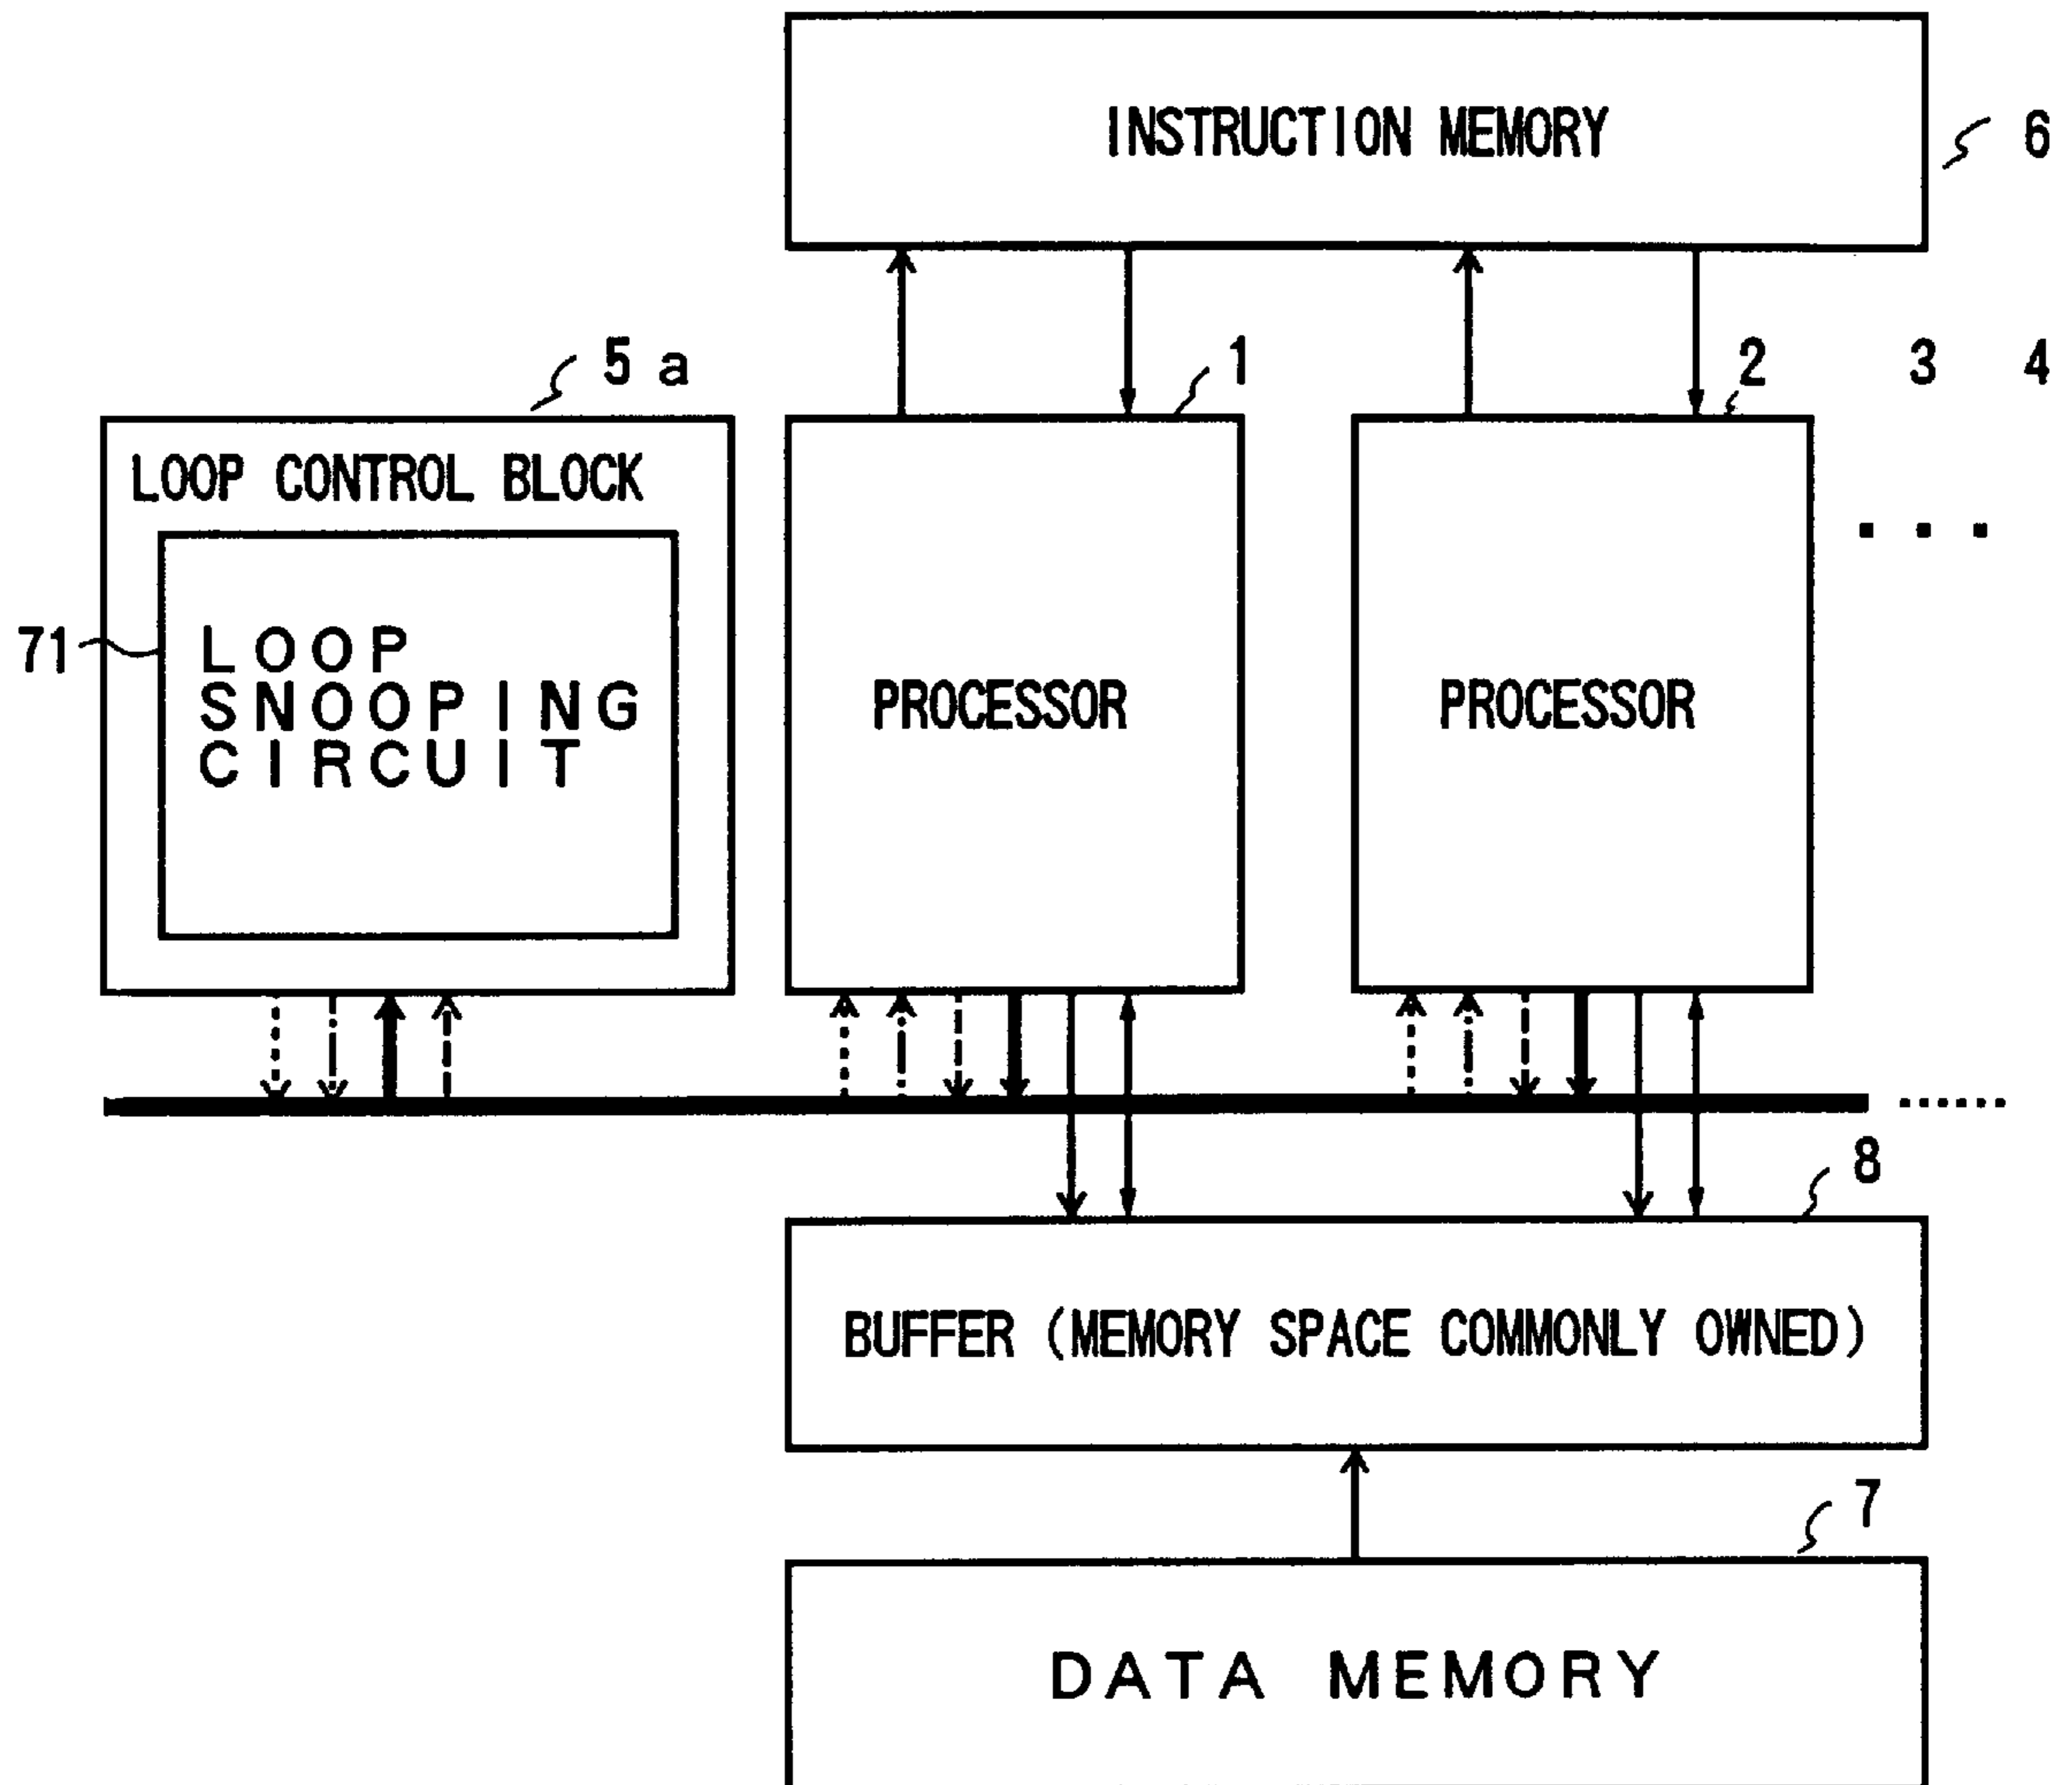 INSTRUCTION MEMORY
6
5a
1
2
3
4
LOOP CONTROL BLOCK
71
LOOP
SNOOPING
CIRCUIT
PROCESSOR
PROCESSOR
8
BUFFER (MEMORY SPACE COMMONLY OWNED)
7
DATA MEMORY